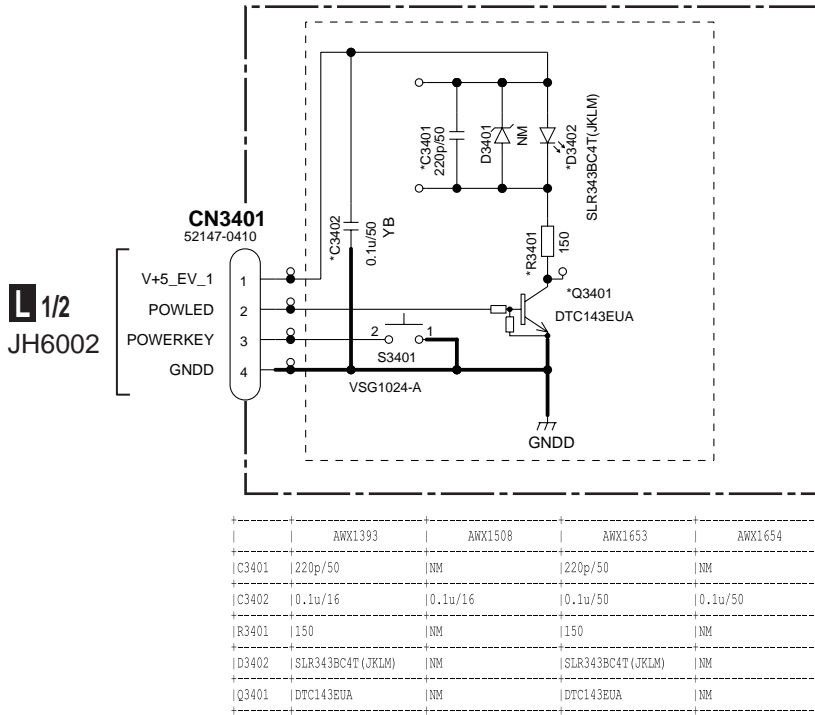 *C3401
220p/50
D3401
NM
*D3402
SLR343BC4T(JKLM)
CN3401
52147-0410
*C3402
0.1u/50
YB
*R3401
150
L 1/2
JH6002
V+5_EV_1
1
POWLED
2
POWERKEY
3
GNDD
4
*Q3401
DTC143EUA
2
1
S3401
VSG1024-A
GNDD
| | AWX1393 | AWX1508 | AWX1653 | AWX1654
|C3401 |220p/50 |NM |220p/50 |NM
|C3402 |0.1u/16 |0.1u/16 |0.1u/50 |0.1u/50
|R3401 |150 |NM |150 |NM
|D3402 |SLR343BC4T(JKLM) |NM |SLR343BC4T(JKLM) |NM
|Q3401 |DTC143EUA |NM |DTC143EUA |NM